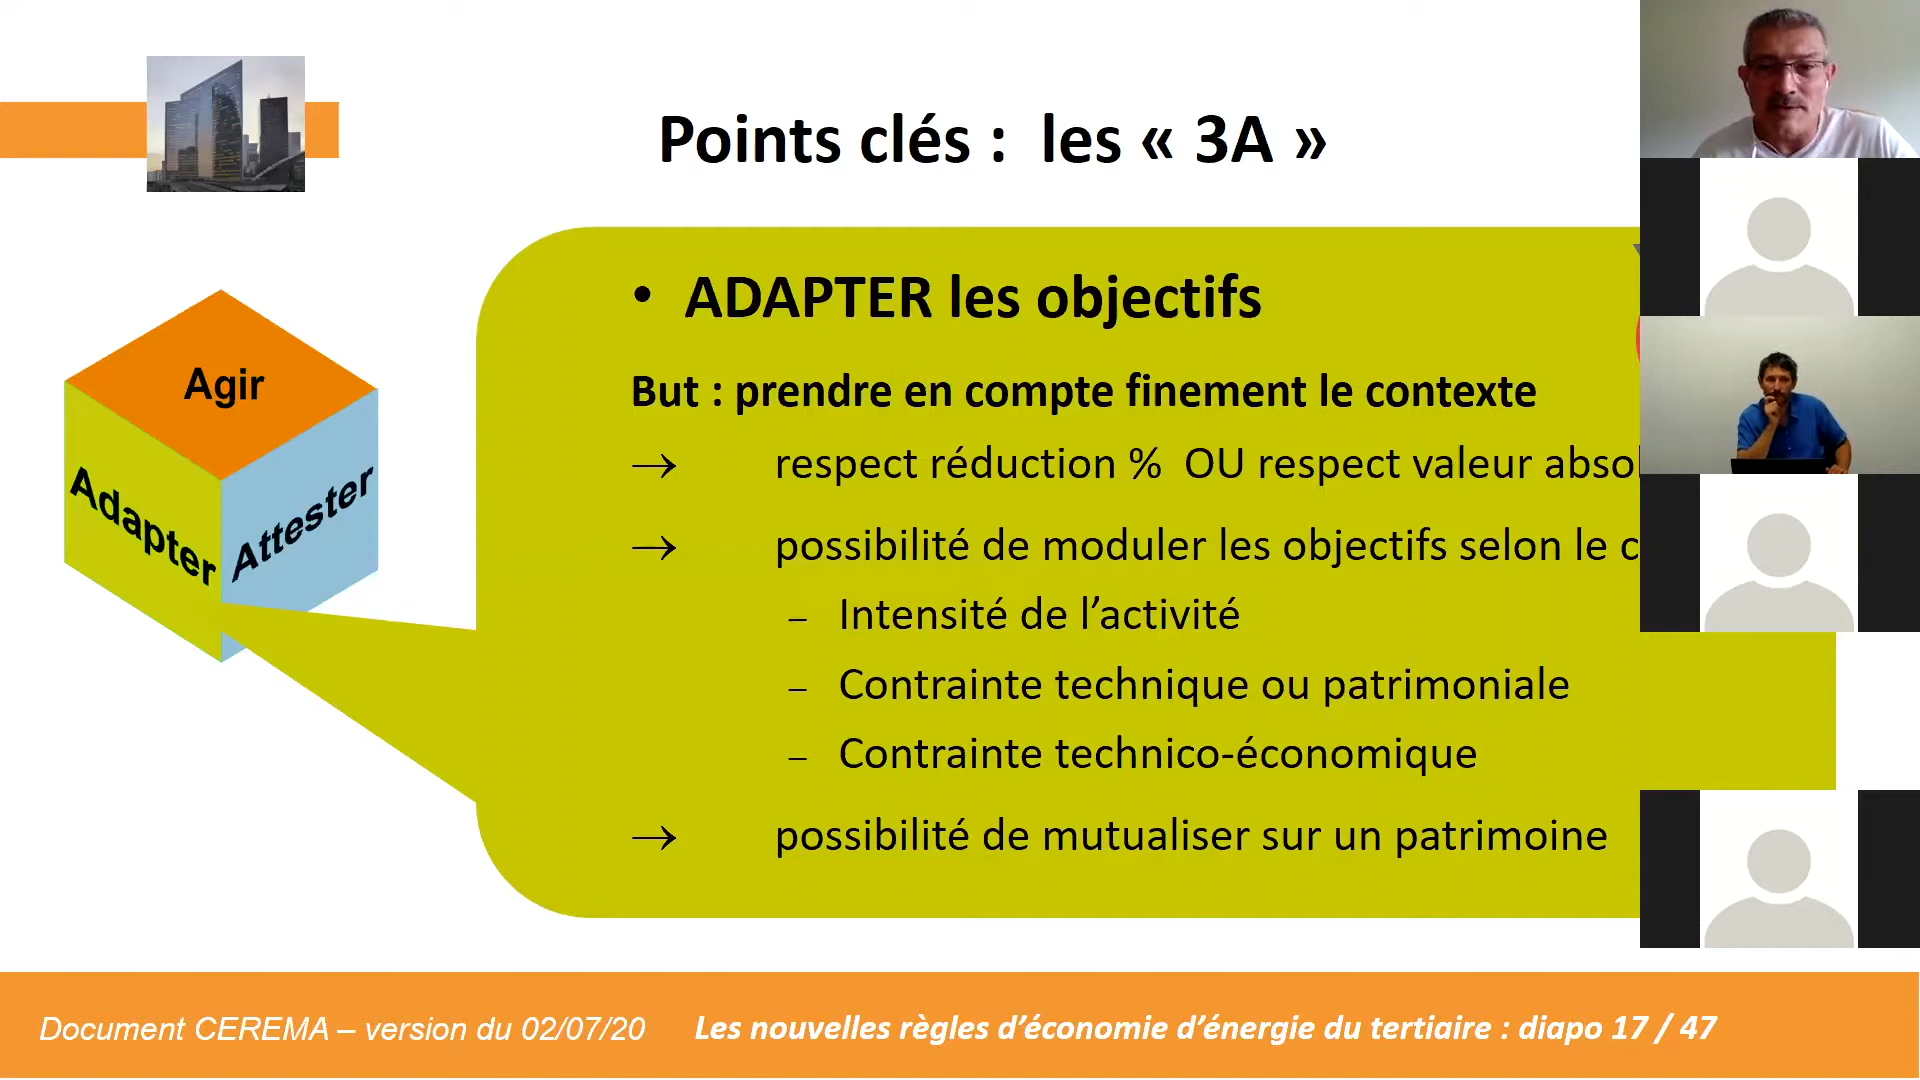 Points clés : les « 3A »
• ADAPTER les objectifs
But : prendre en compte finement le contexte
→ respect réduction % OU respect valeur
→ possibilité de moduler les objectifs selon le
– Intensité de l’activité
– Contrainte technique ou patrimoniale
– Contrainte technico-économique
→ possibilité de mutualiser sur un patrimoine
Agir
Adapter
Attester
Document CEREMA – version du 02/07/20
Les nouvelles règles d’économie d’énergie du tertiaire : diapo 17 / 47